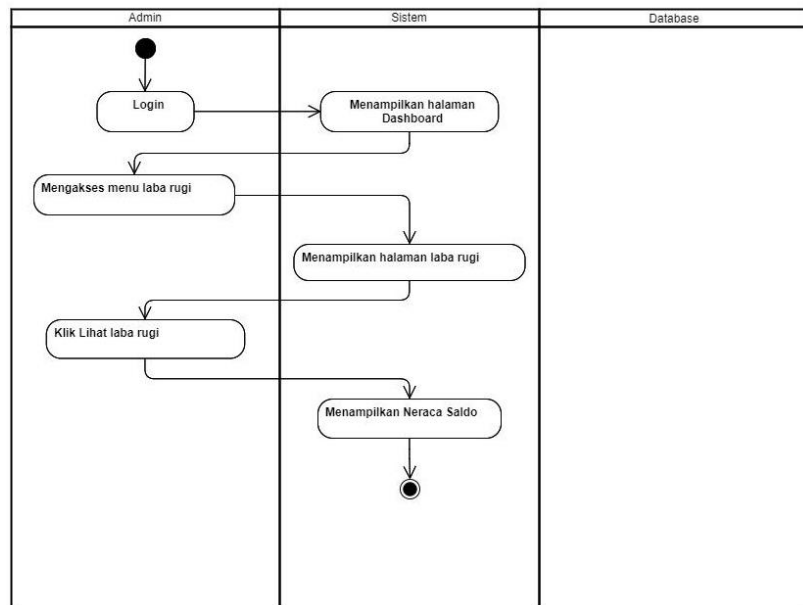 Admin
Sistem
Database
Login
Menampilkan halaman
Dashboard
Mengakses menu laba rugi
Menampilkan halaman laba rugi
Klik Lihat laba rugi
Menampilkan Neraca Saldo